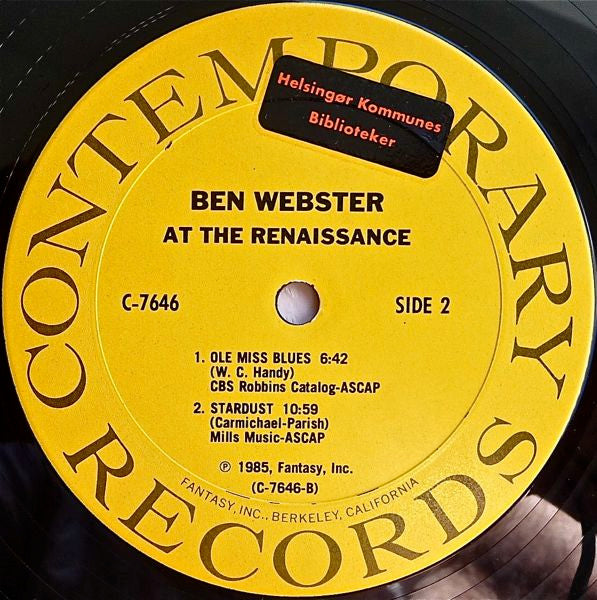 CONTEMPORARY
RECORDS
Helsingør Kommunes
Biblioteker
BEN WEBSTER
AT THE RENAISSANCE
C-7646
SIDE 2
1. OLE MISS BLUES 6:42
(W. C. Handy)
CBS Robbins Catalog-ASCAP
2. STARDUST 10:59
(Carmichael-Parish)
Mills Music-ASCAP
℗ 1985, Fantasy, Inc.
(C-7646-B)
FANTASY, INC., BERKELEY, CALIFORNIA